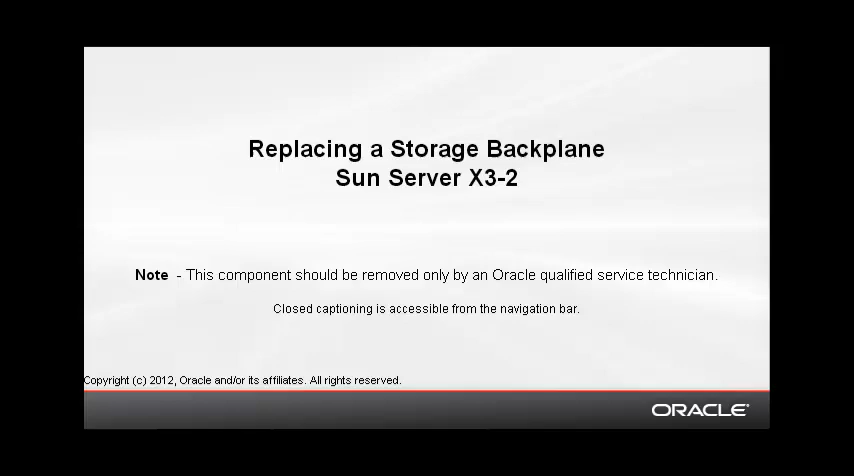 Replacing a Storage Backplane
Sun Server X3-2
Note - This component should be removed only by an Oracle qualified service technician.
Closed captioning is accessible from the navigation bar.
Copyright (c) 2012, Oracle and/or its affiliates. All rights reserved.
ORACLE®